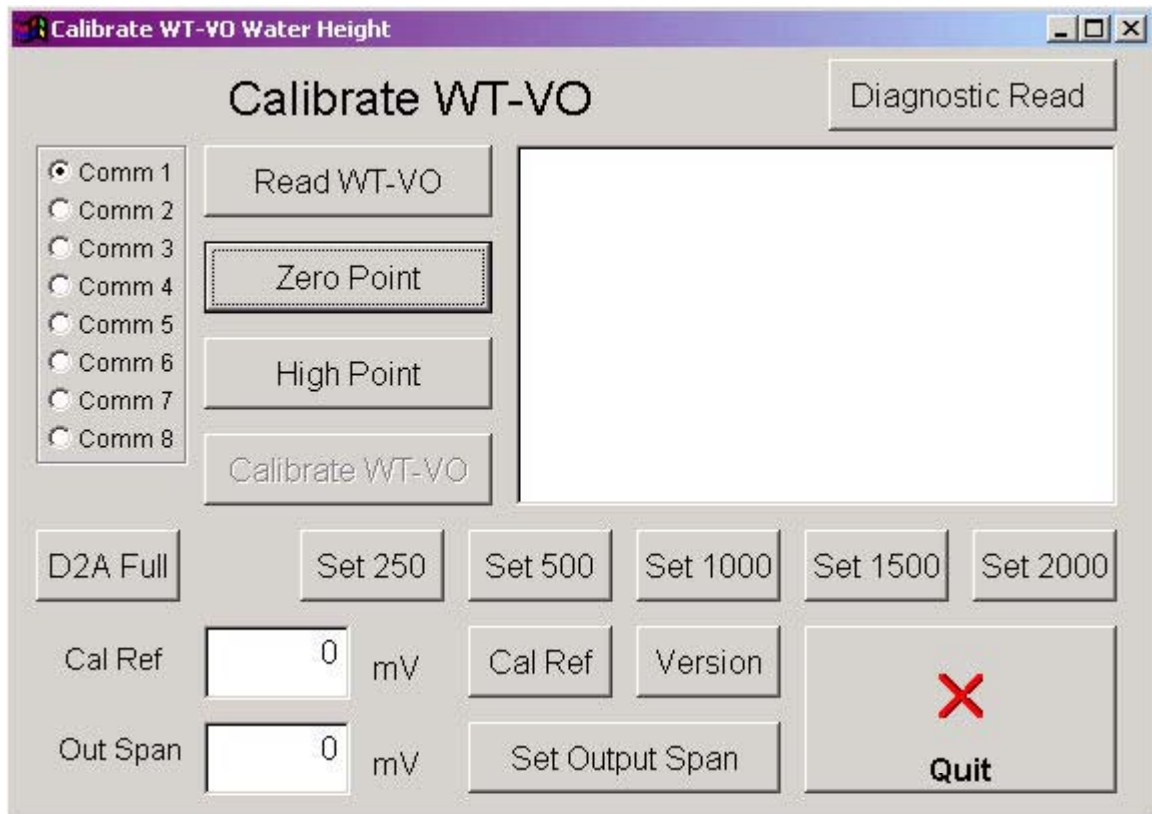 Calibrate WT-VO Water Height
Calibrate WT-VO
Diagnostic Read
Comm 1
Comm 2
Comm 3
Comm 4
Comm 5
Comm 6
Comm 7
Comm 8
Read WT-VO
Zero Point
High Point
Calibrate WT-VO
D2A Full
Set 250
Set 500
Set 1000
Set 1500
Set 2000
Cal Ref
0
mV
Cal Ref
Version
Out Span
0
mV
Set Output Span
Quit